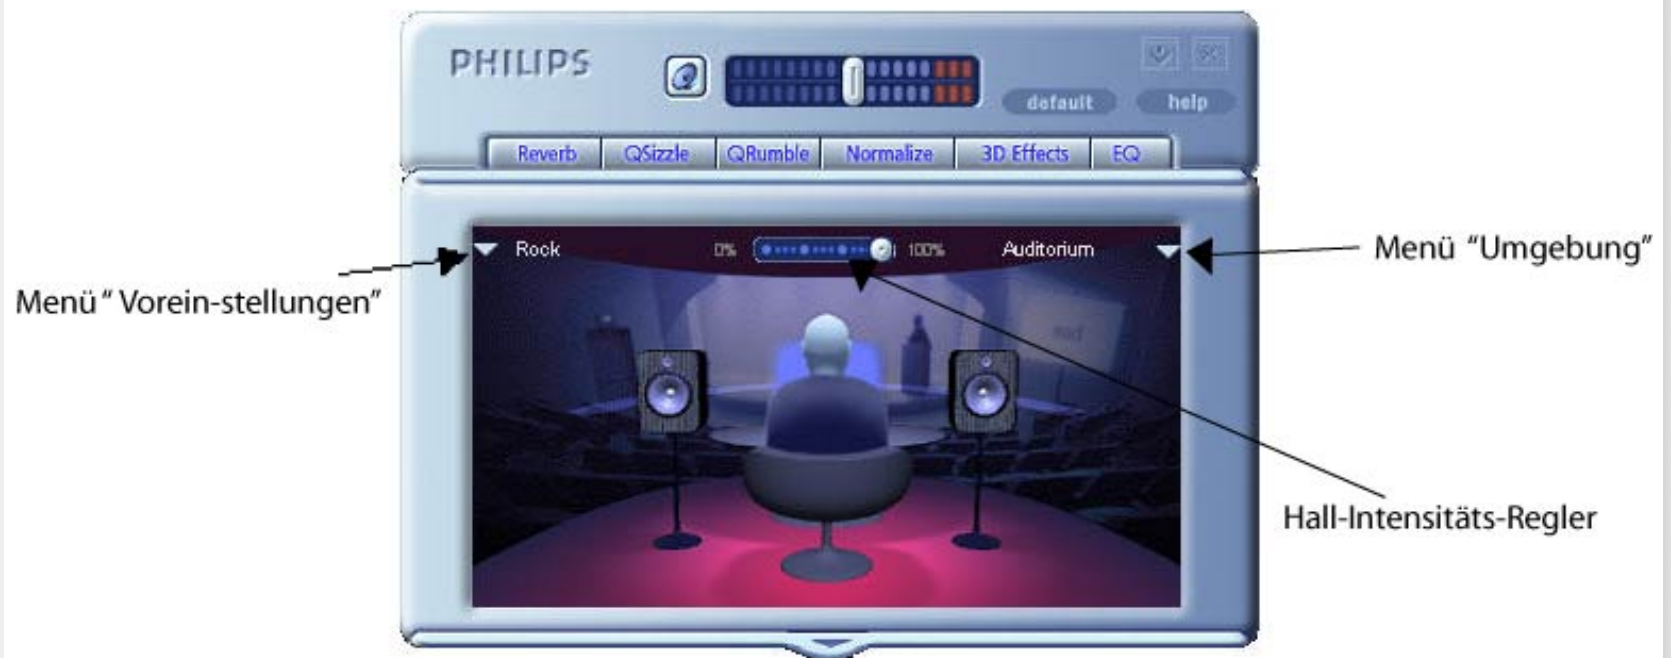 PHILIPS
default
help
Reverb
QSizzle
QRumble
Normalize
3D Effects
EQ
Rock
0%
100%
Auditorium
Menü “Umgebung”
Menü “ Vorein-stellungen”
Hall-Intensitäts-Regler